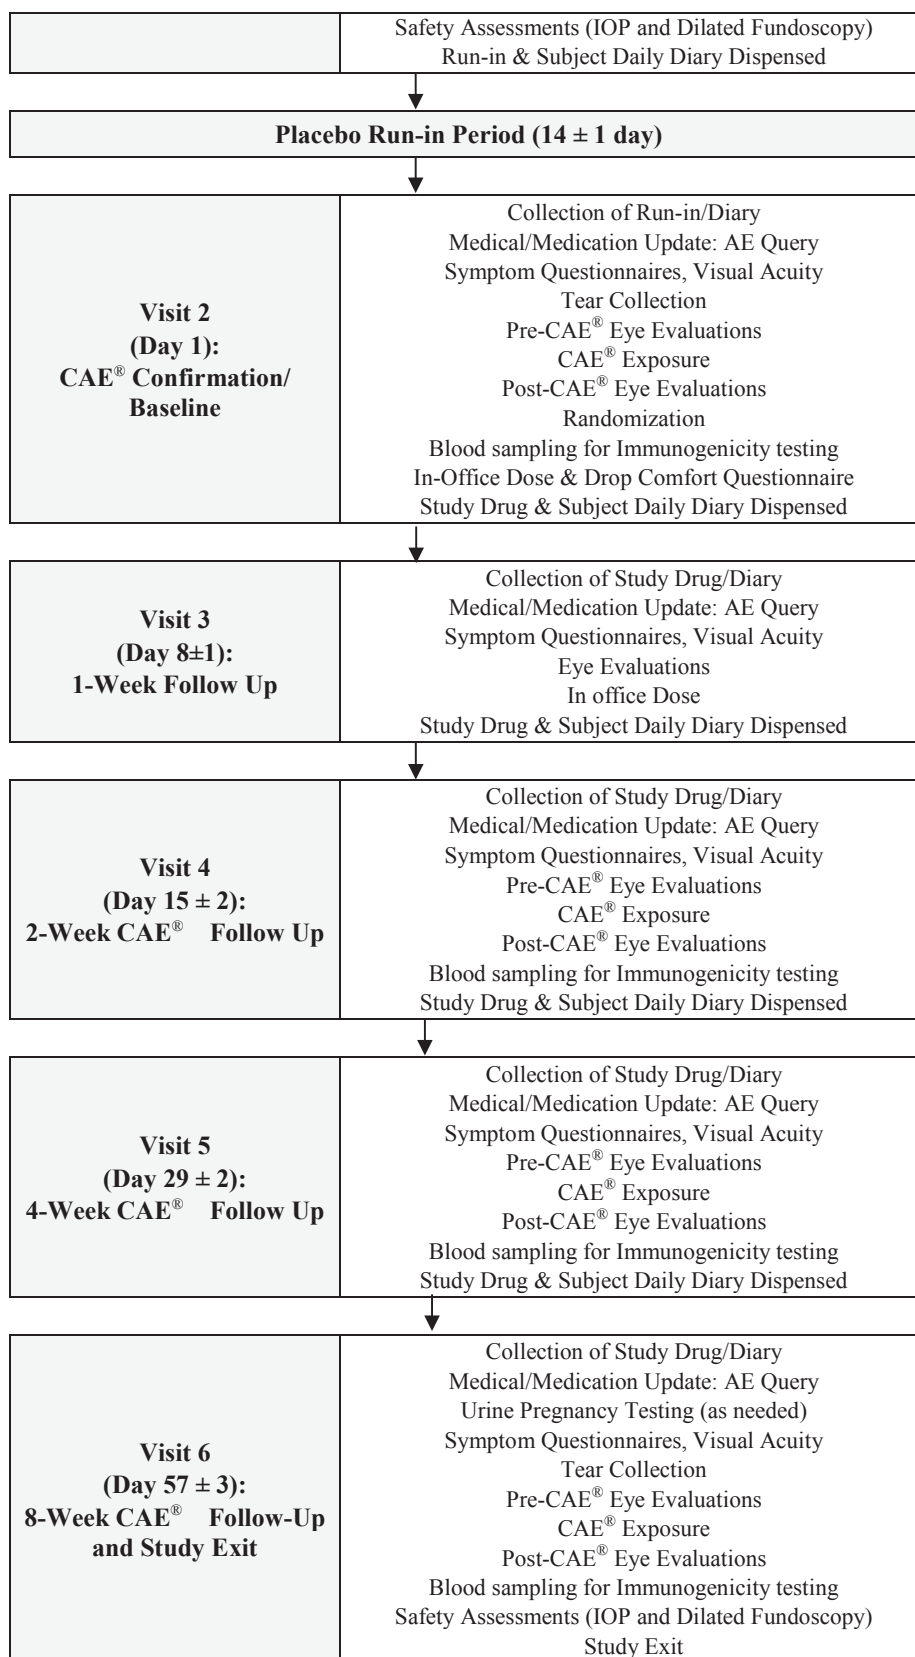 Safety Assessments (IOP and Dilated Fundoscopy)
Run-in & Subject Daily Diary Dispensed
Placebo Run-in Period (14 ± 1 day)
Visit 2
(Day 1):
CAE® Confirmation/
Baseline
Collection of Run-in/Diary
Medical/Medication Update: AE Query
Symptom Questionnaires, Visual Acuity
Tear Collection
Pre-CAE® Eye Evaluations
CAE® Exposure
Post-CAE® Eye Evaluations
Randomization
Blood sampling for Immunogenicity testing
In-Office Dose & Drop Comfort Questionnaire
Study Drug & Subject Daily Diary Dispensed
Visit 3
(Day 8±1):
1-Week Follow Up
Collection of Study Drug/Diary
Medical/Medication Update: AE Query
Symptom Questionnaires, Visual Acuity
Eye Evaluations
In office Dose
Study Drug & Subject Daily Diary Dispensed
Visit 4
(Day 15 ± 2):
2-Week CAE® Follow Up
Collection of Study Drug/Diary
Medical/Medication Update: AE Query
Symptom Questionnaires, Visual Acuity
Pre-CAE® Eye Evaluations
CAE® Exposure
Post-CAE® Eye Evaluations
Blood sampling for Immunogenicity testing
Study Drug & Subject Daily Diary Dispensed
Visit 5
(Day 29 ± 2):
4-Week CAE® Follow Up
Collection of Study Drug/Diary
Medical/Medication Update: AE Query
Symptom Questionnaires, Visual Acuity
Pre-CAE® Eye Evaluations
CAE® Exposure
Post-CAE® Eye Evaluations
Blood sampling for Immunogenicity testing
Study Drug & Subject Daily Diary Dispensed
Visit 6
(Day 57 ± 3):
8-Week CAE® Follow-Up
and Study Exit
Collection of Study Drug/Diary
Medical/Medication Update: AE Query
Urine Pregnancy Testing (as needed)
Symptom Questionnaires, Visual Acuity
Tear Collection
Pre-CAE® Eye Evaluations
CAE® Exposure
Post-CAE® Eye Evaluations
Blood sampling for Immunogenicity testing
Safety Assessments (IOP and Dilated Fundoscopy)
Study Exit